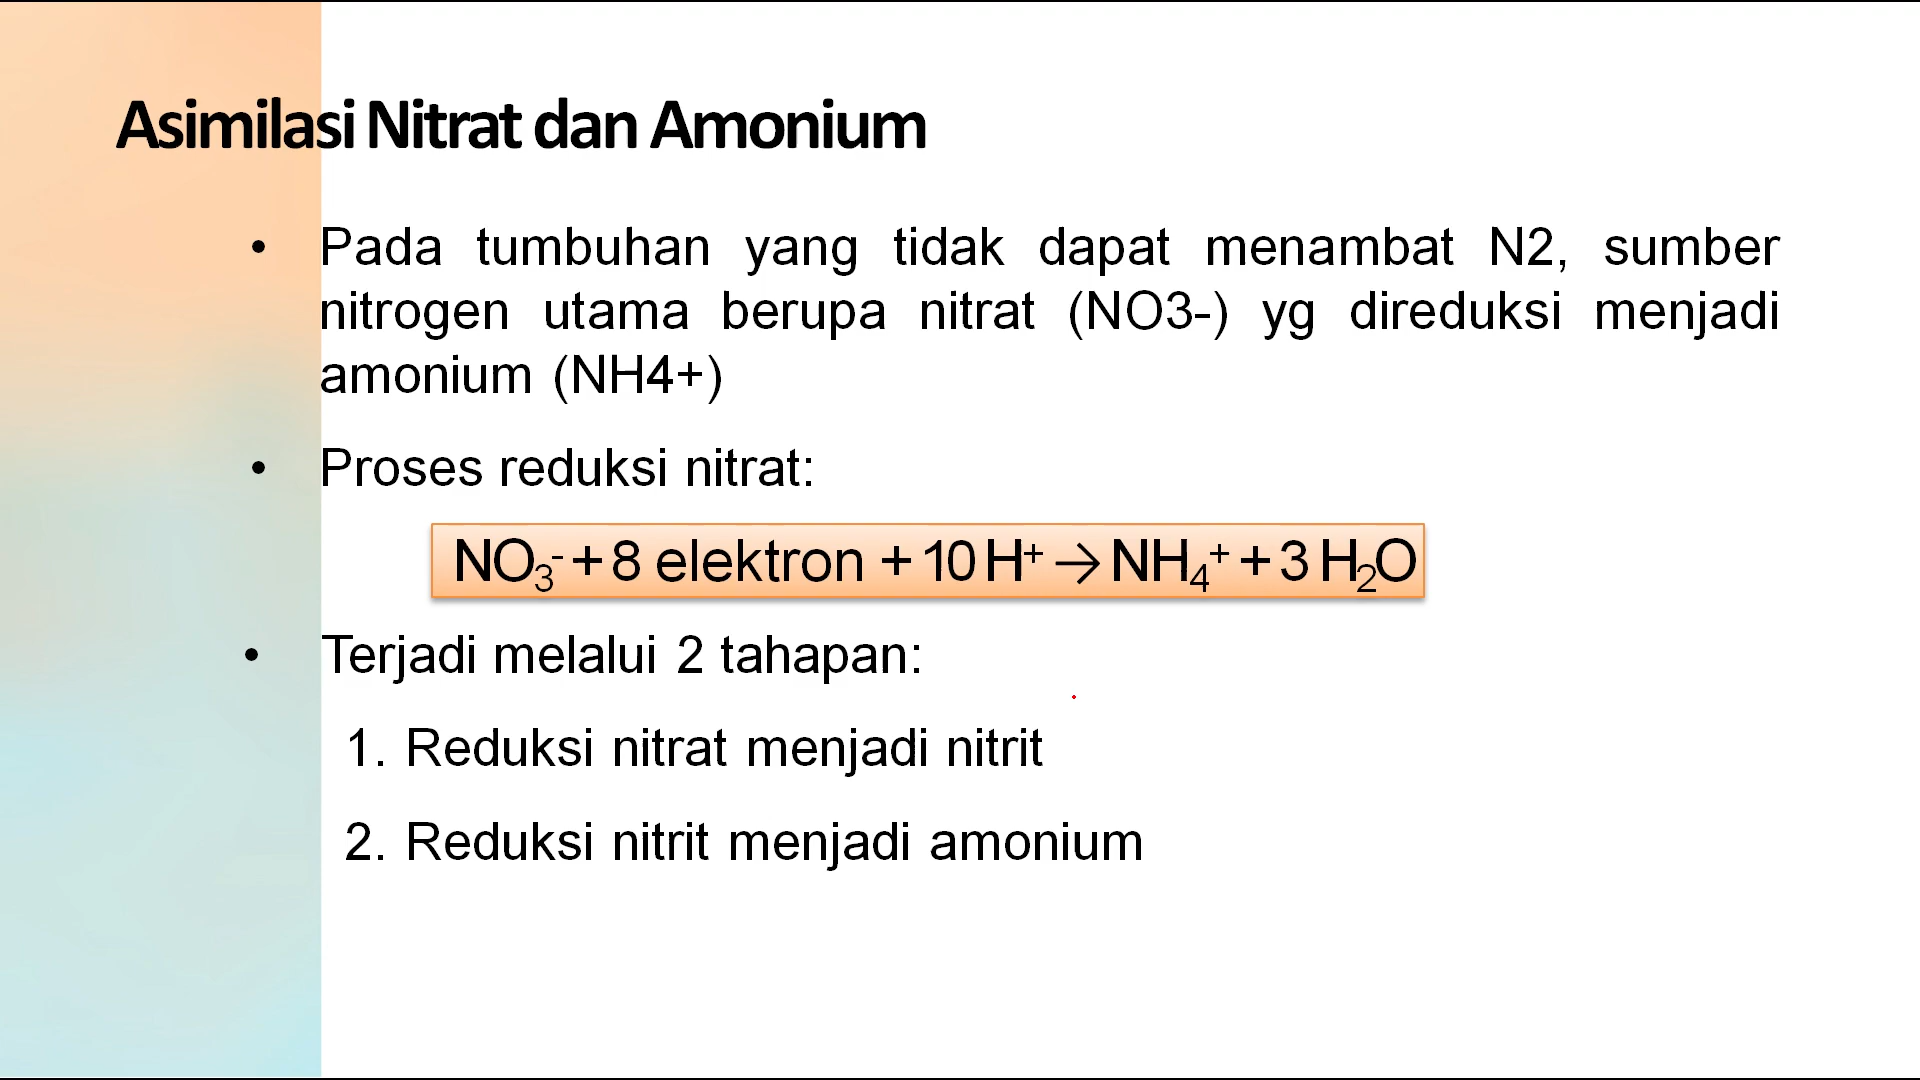 Asimilasi Nitrat dan Amonium
• Pada tumbuhan yang tidak dapat menambat N2, sumber
nitrogen utama berupa nitrat (NO3-) yg direduksi menjadi
amonium (NH4+)
• Proses reduksi nitrat:
NO₃⁻ + 8 elektron + 10 H⁺ → NH₄⁺ + 3 H₂O
• Terjadi melalui 2 tahapan:
1. Reduksi nitrat menjadi nitrit
2. Reduksi nitrit menjadi amonium